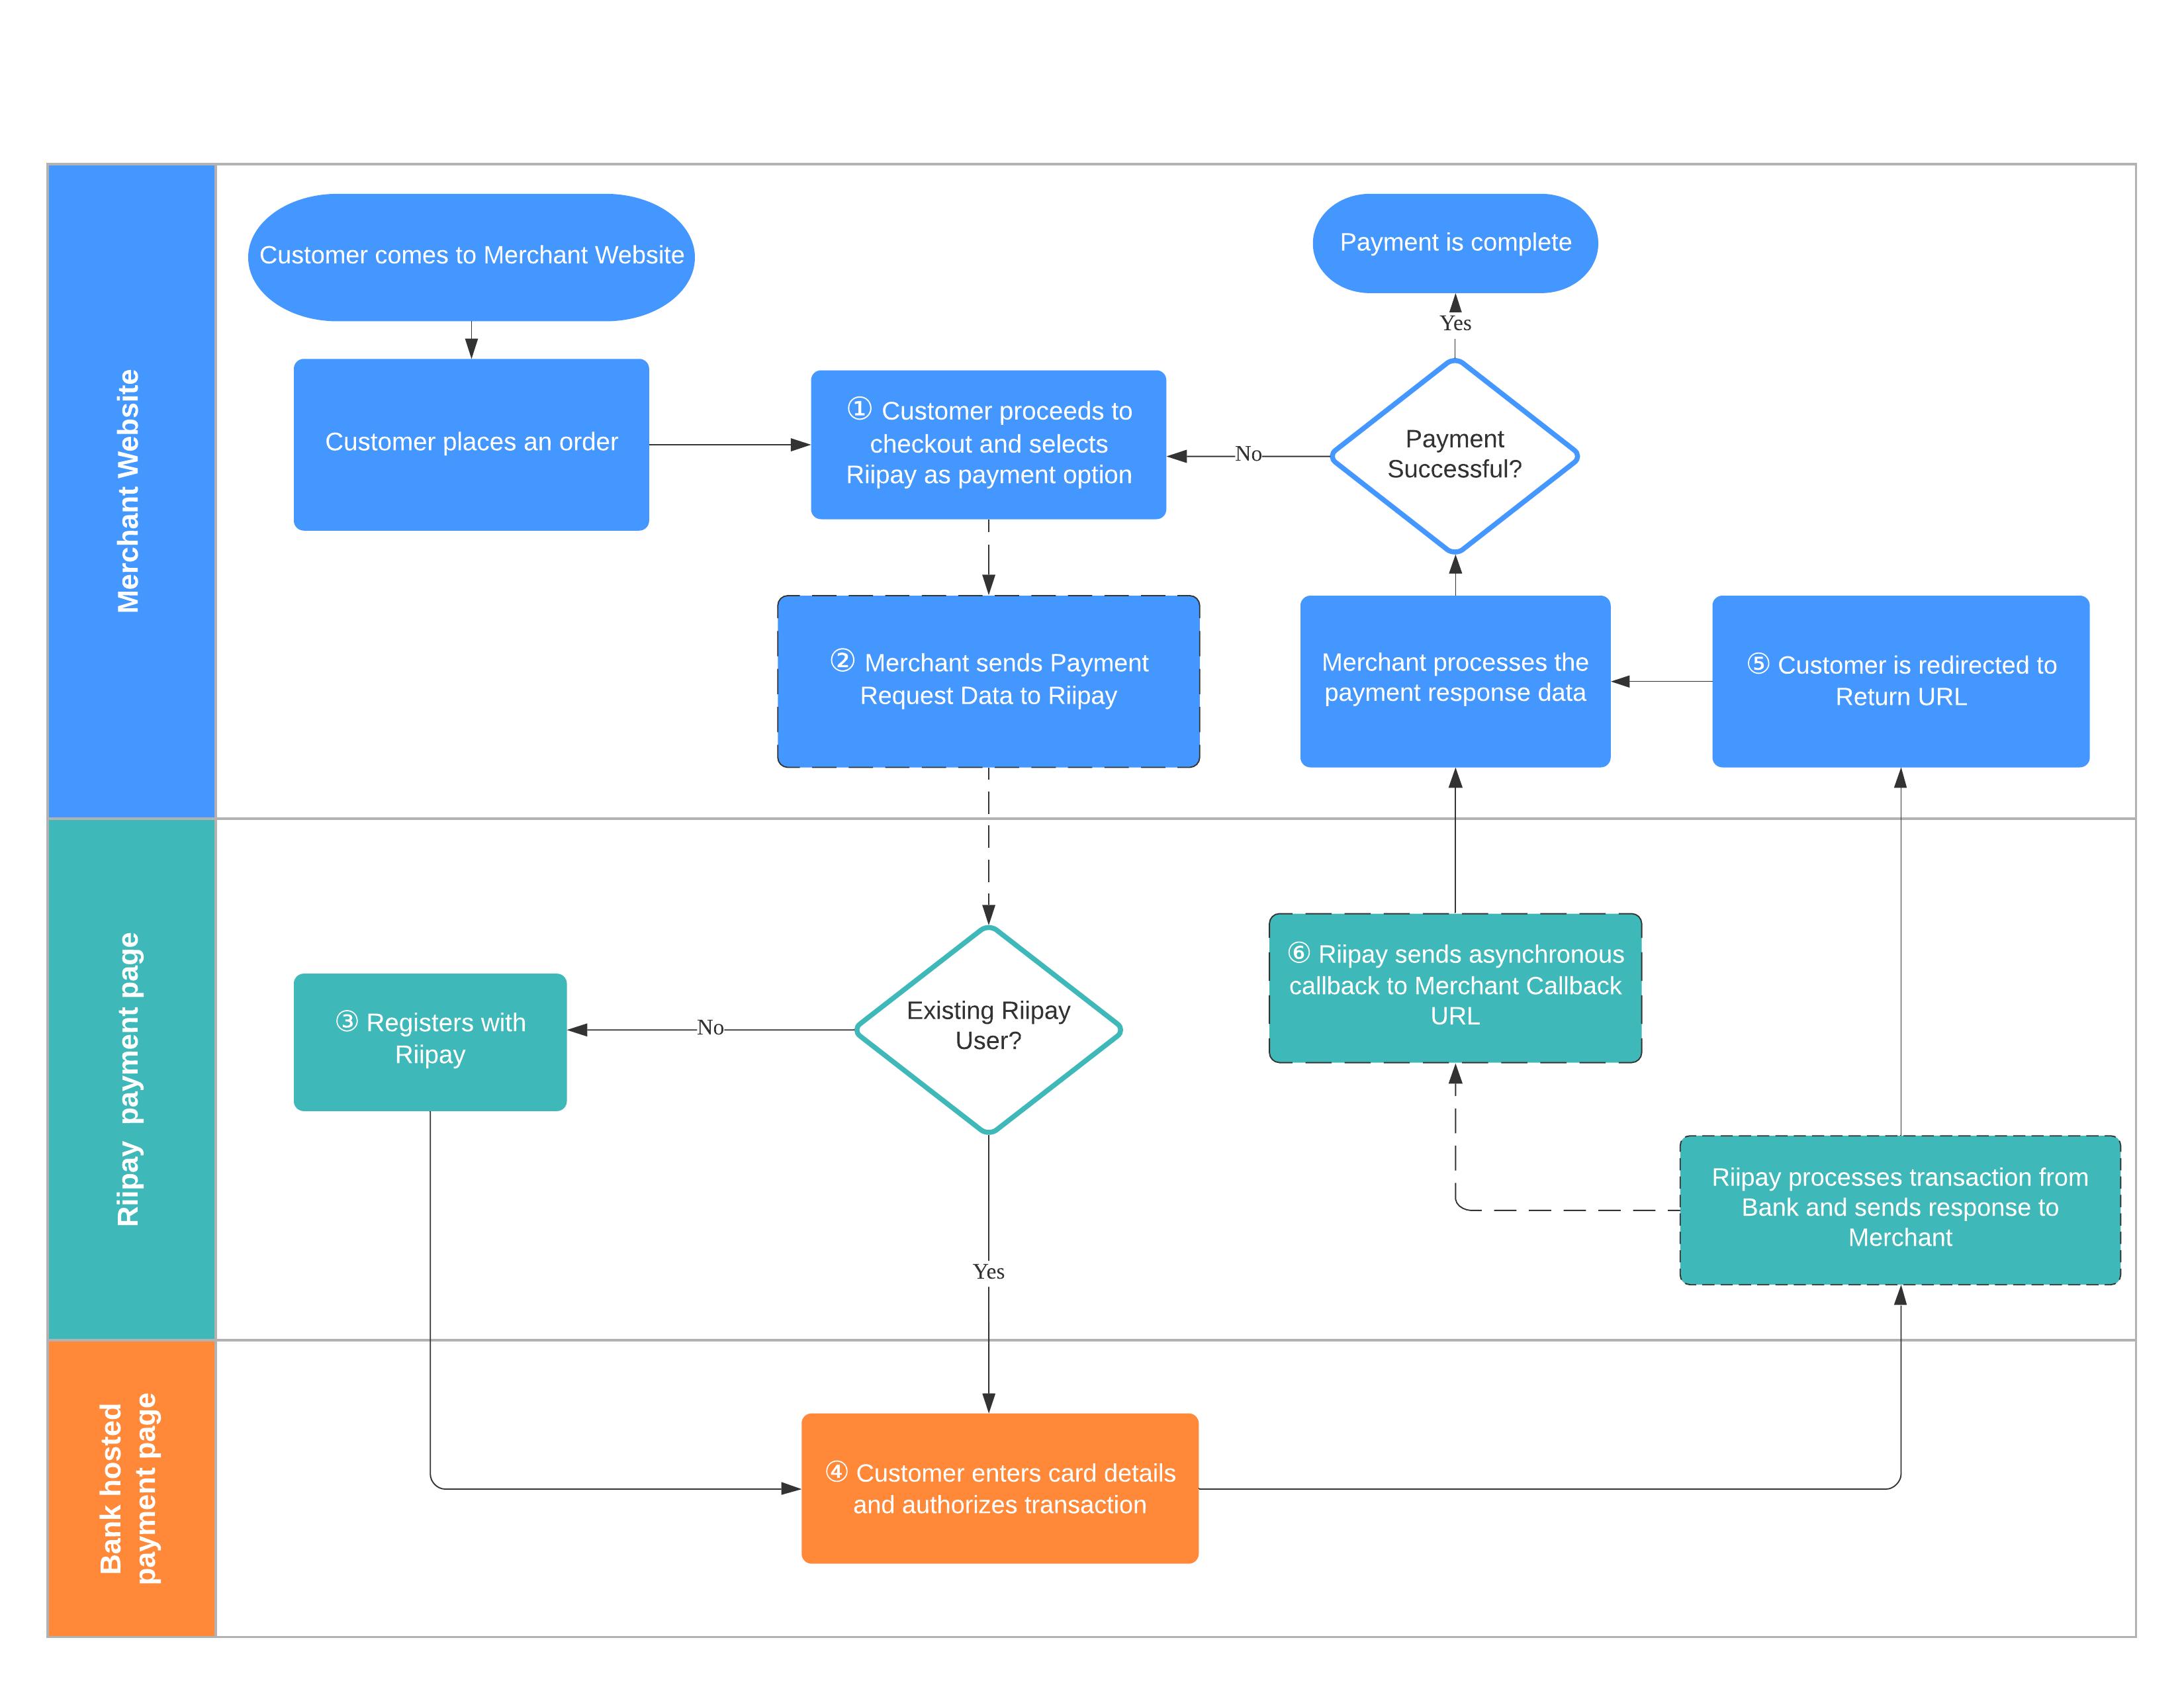 Merchant Website
Customer comes to Merchant Website
Payment is complete
Yes
Customer places an order
① Customer proceeds to
checkout and selects
Riipay as payment option
No
Payment
Successful?
② Merchant sends Payment
Request Data to Riipay
Merchant processes the
payment response data
⑤ Customer is redirected to
Return URL
Riipay payment page
③ Registers with
Riipay
No
Existing Riipay
User?
⑥ Riipay sends asynchronous
callback to Merchant Callback
URL
Riipay processes transaction from
Bank and sends response to
Merchant
Yes
Bank hosted
payment page
④ Customer enters card details
and authorizes transaction